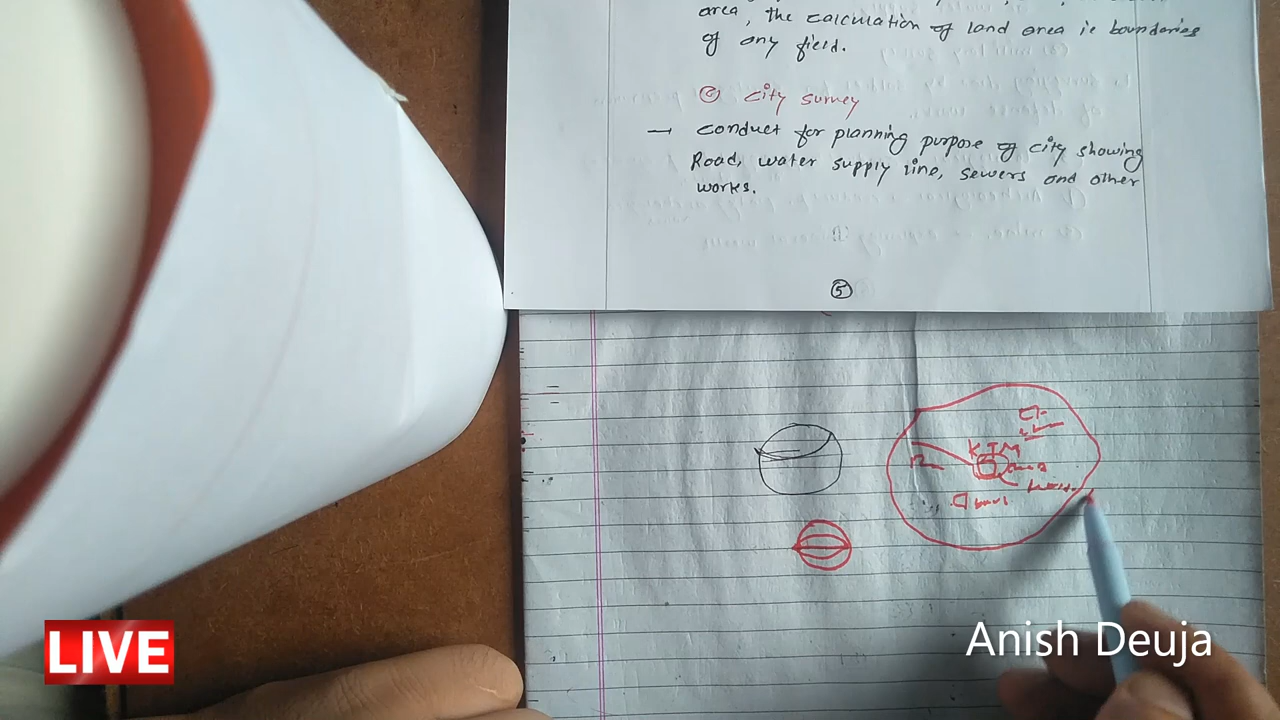 area, the calculation of land area ie boundaries
of any field.
city survey
→ conduct for planning purpose of city showing
Road, water supply line, sewers and other
works.
5
KTM
LIVE
Anish Deuja